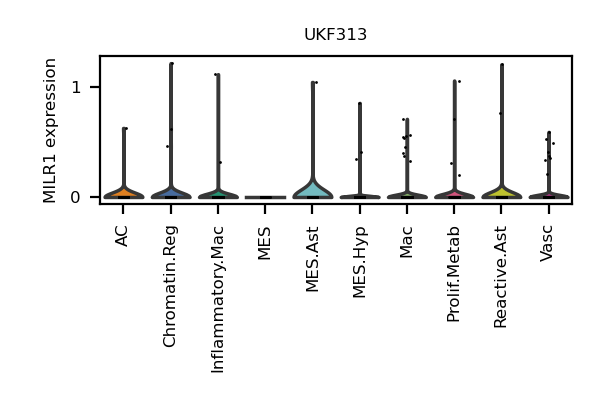 UKF313
MILR1 expression
1
0
AC
Chromatin.Reg
Inflammatory.Mac
MES
MES.Ast
MES.Hyp
Mac
Prolif.Metab
Reactive.Ast
Vasc